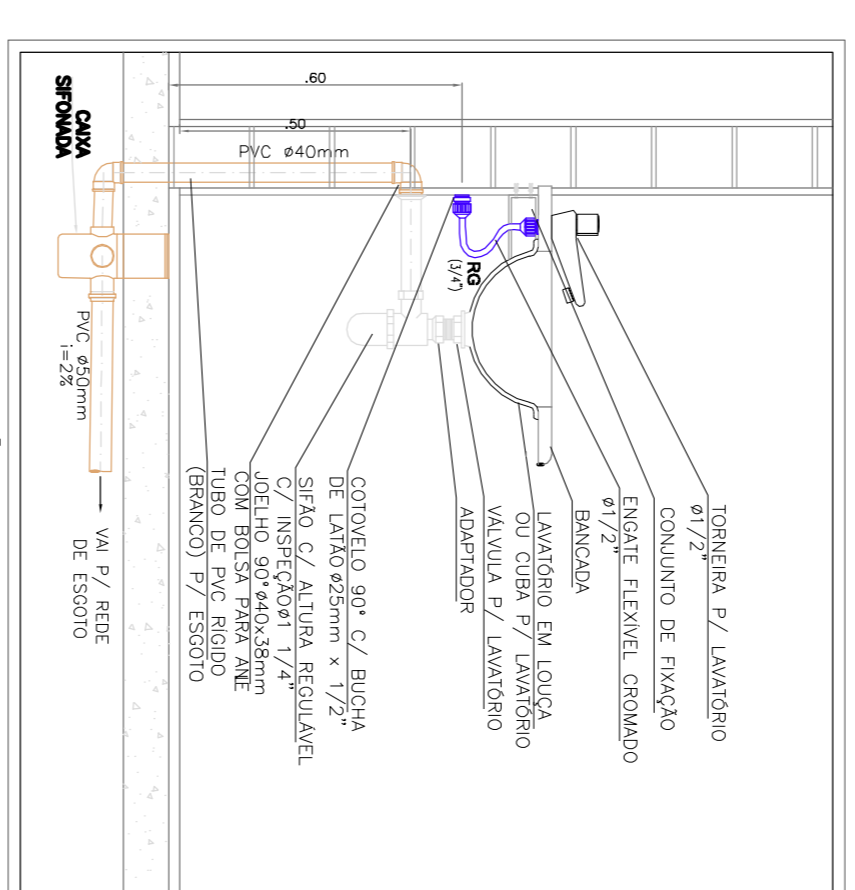 TORNEIRA P/ LAVATÓRIO
ø1/2"
CONJUNTO DE FIXAÇÃO
ENGATE FLEXÍVEL CROMADO
ø1/2"
BANCADA
LAVATÓRIO EM LOUÇA
OU CUBA P/ LAVATÓRIO
VÁLVULA P/ LAVATÓRIO
ADAPTADOR
RG
(3/4")
COTOVELO 90° C/ BUCHA
DE LATÃO ø25mm x 1/2"
SIFÃO C/ ALTURA REGULÁVEL
C/ INSPEÇÃOø1 1/4"
JOELHO 90°ø40x38mm
COM BOLSA PARA ANE
TUBO DE PVC RÍGIDO
(BRANCO) P/ ESGOTO
.60
.50
PVC ø40mm
CAIXA
SIFONADA
PVC ø50mm
i=2%
VAI P/ REDE
DE ESGOTO